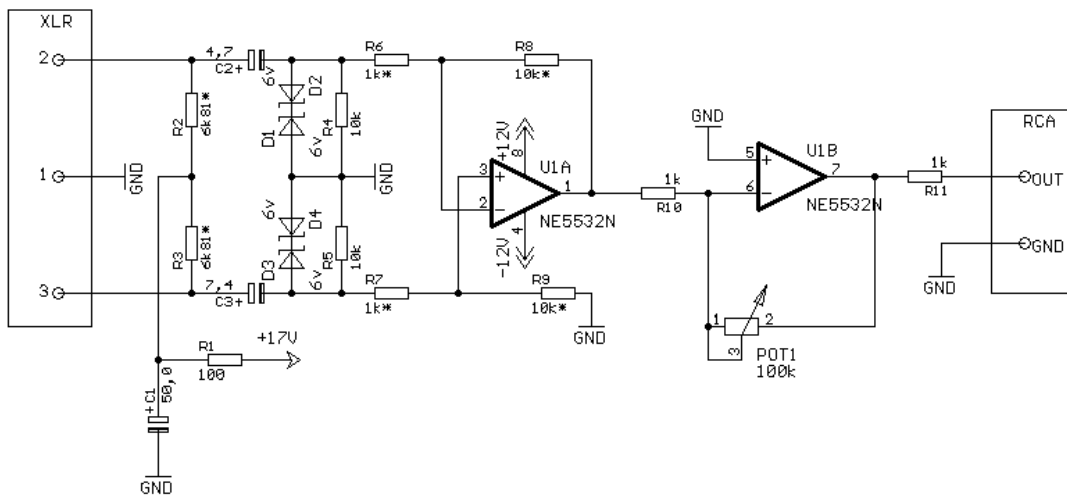 XLR
2
1
3
4,7
C2+
7,4
C3+
R2
6k81*
R3
6k81*
GND
6v
D2
D1
6v
6v
D4
D3
6v
R4
10k
R5
10k
GND
R6
1k*
R7
1k*
R8
10k*
R9
10k*
GND
+12V
8
3
2
1
4
-12V
U1A
NE5532N
R1
100
+17V
+C1
50,0
GND
1k
R10
GND
5
6
7
U1B
NE5532N
1
2
3
POT1
100k
1k
R11
RCA
OUT
GND
GND